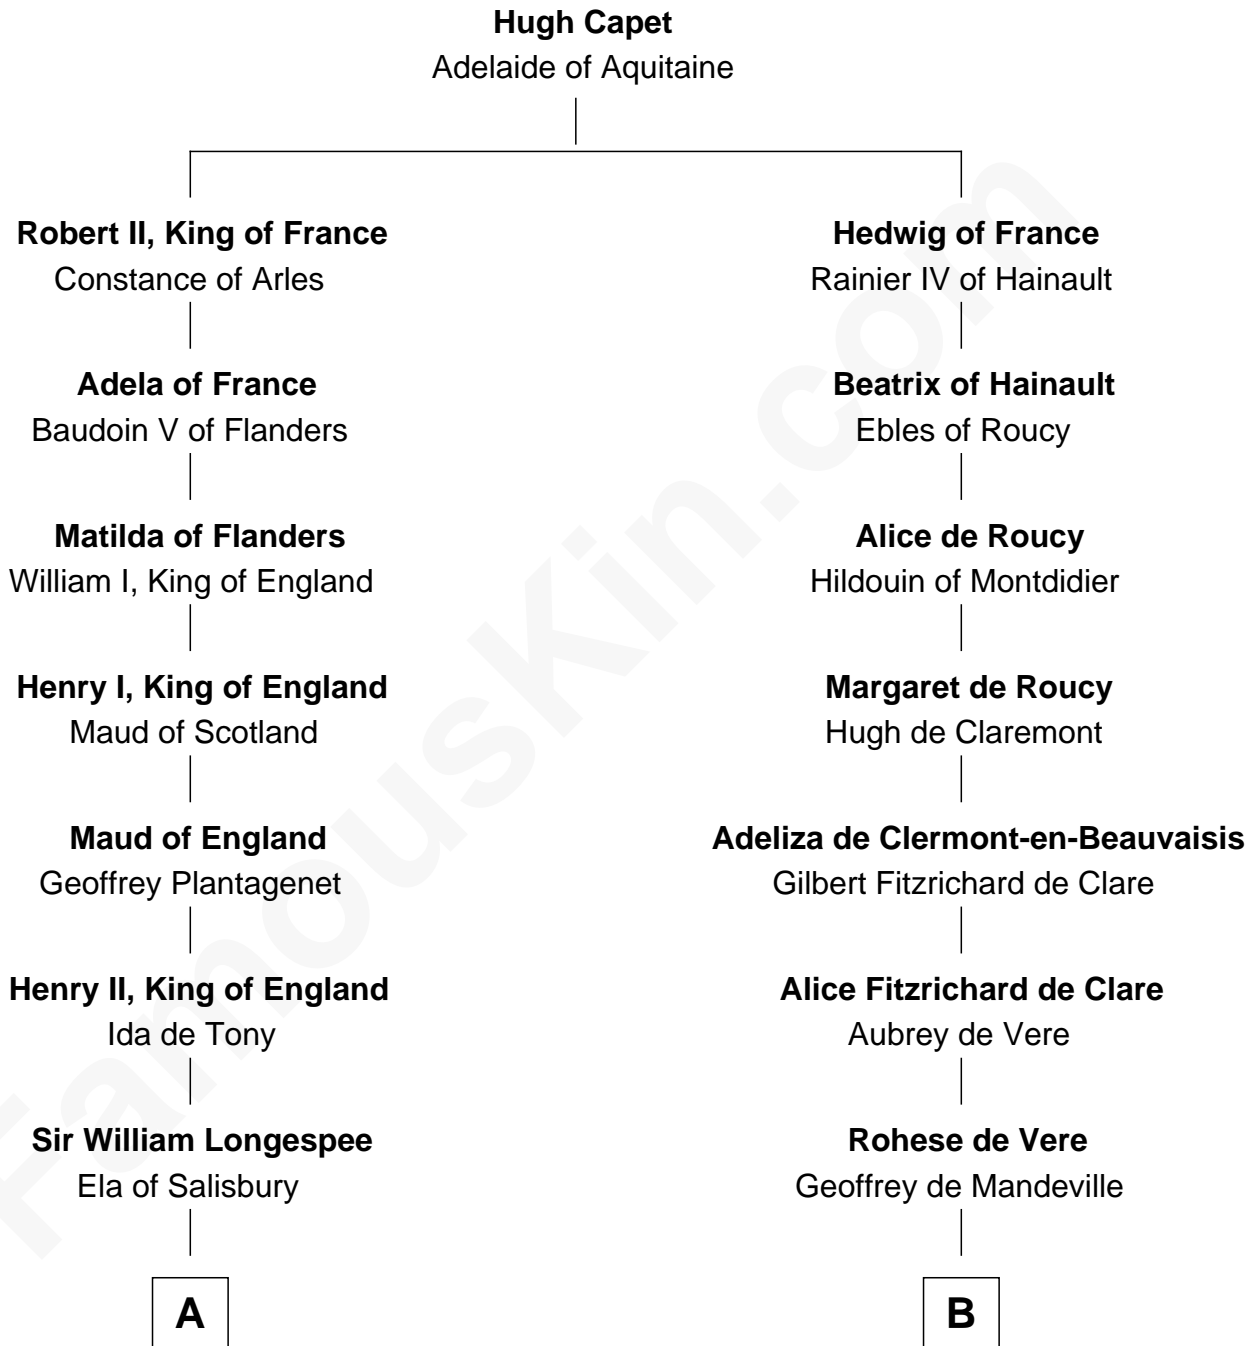 Hugh Capet
Adelaide of Aquitaine
Robert II, King of France
Constance of Arles
Hedwig of France
Rainier IV of Hainault
Adela of France
Baudoin V of Flanders
Beatrix of Hainault
Ebles of Roucy
Matilda of Flanders
William I, King of England
Alice de Roucy
Hildouin of Montdidier
Henry I, King of England
Maud of Scotland
Margaret de Roucy
Hugh de Claremont
Maud of England
Geoffrey Plantagenet
Adeliza de Clermont-en-Beauvaisis
Gilbert Fitzrichard de Clare
Henry II, King of England
Ida de Tony
Alice Fitzrichard de Clare
Aubrey de Vere
Sir William Longespee
Ela of Salisbury
Rohese de Vere
Geoffrey de Mandeville
A
B
FamousKin.com